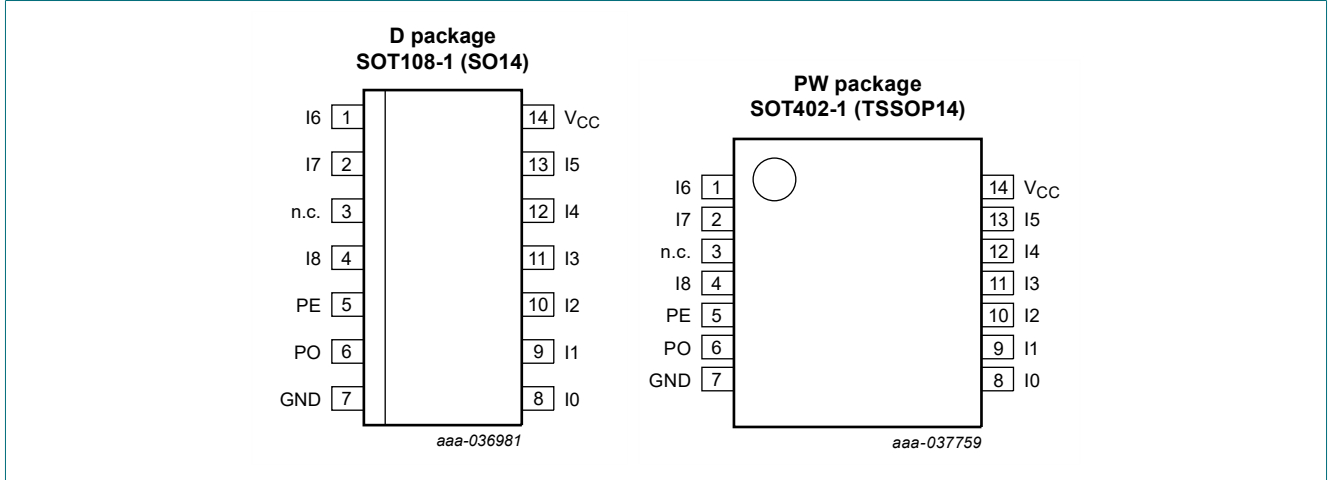 D package
SOT108-1 (SO14)
I6 1 14 VCC
I7 2 13 I5
n.c. 3 12 I4
I8 4 11 I3
PE 5 10 I2
PO 6 9 I1
GND 7 8 I0
aaa-036981
PW package
SOT402-1 (TSSOP14)
I6 1 14 VCC
I7 2 13 I5
n.c. 3 12 I4
I8 4 11 I3
PE 5 10 I2
PO 6 9 I1
GND 7 8 I0
aaa-037759